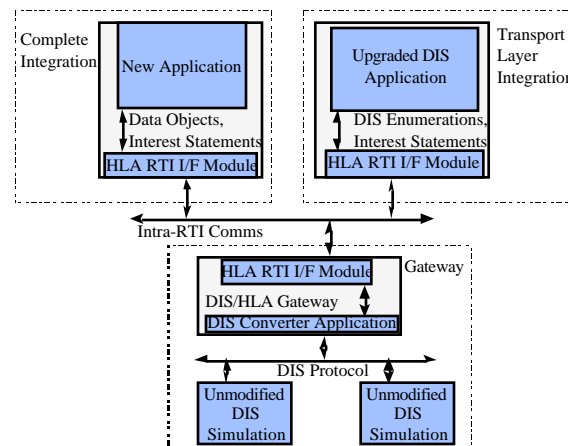 Complete
Integration
New Application
Data Objects,
Interest Statements
HLA RTI I/F Module
Transport
Layer
Integration
Upgraded DIS
Application
DIS Enumerations,
Interest Statements
HLA RTI I/F Module
Intra-RTI Comms
Gateway
HLA RTI I/F Module
DIS/HLA Gateway
DIS Converter Application
DIS Protocol
Unmodified
DIS
Simulation
Unmodified
DIS
Simulation